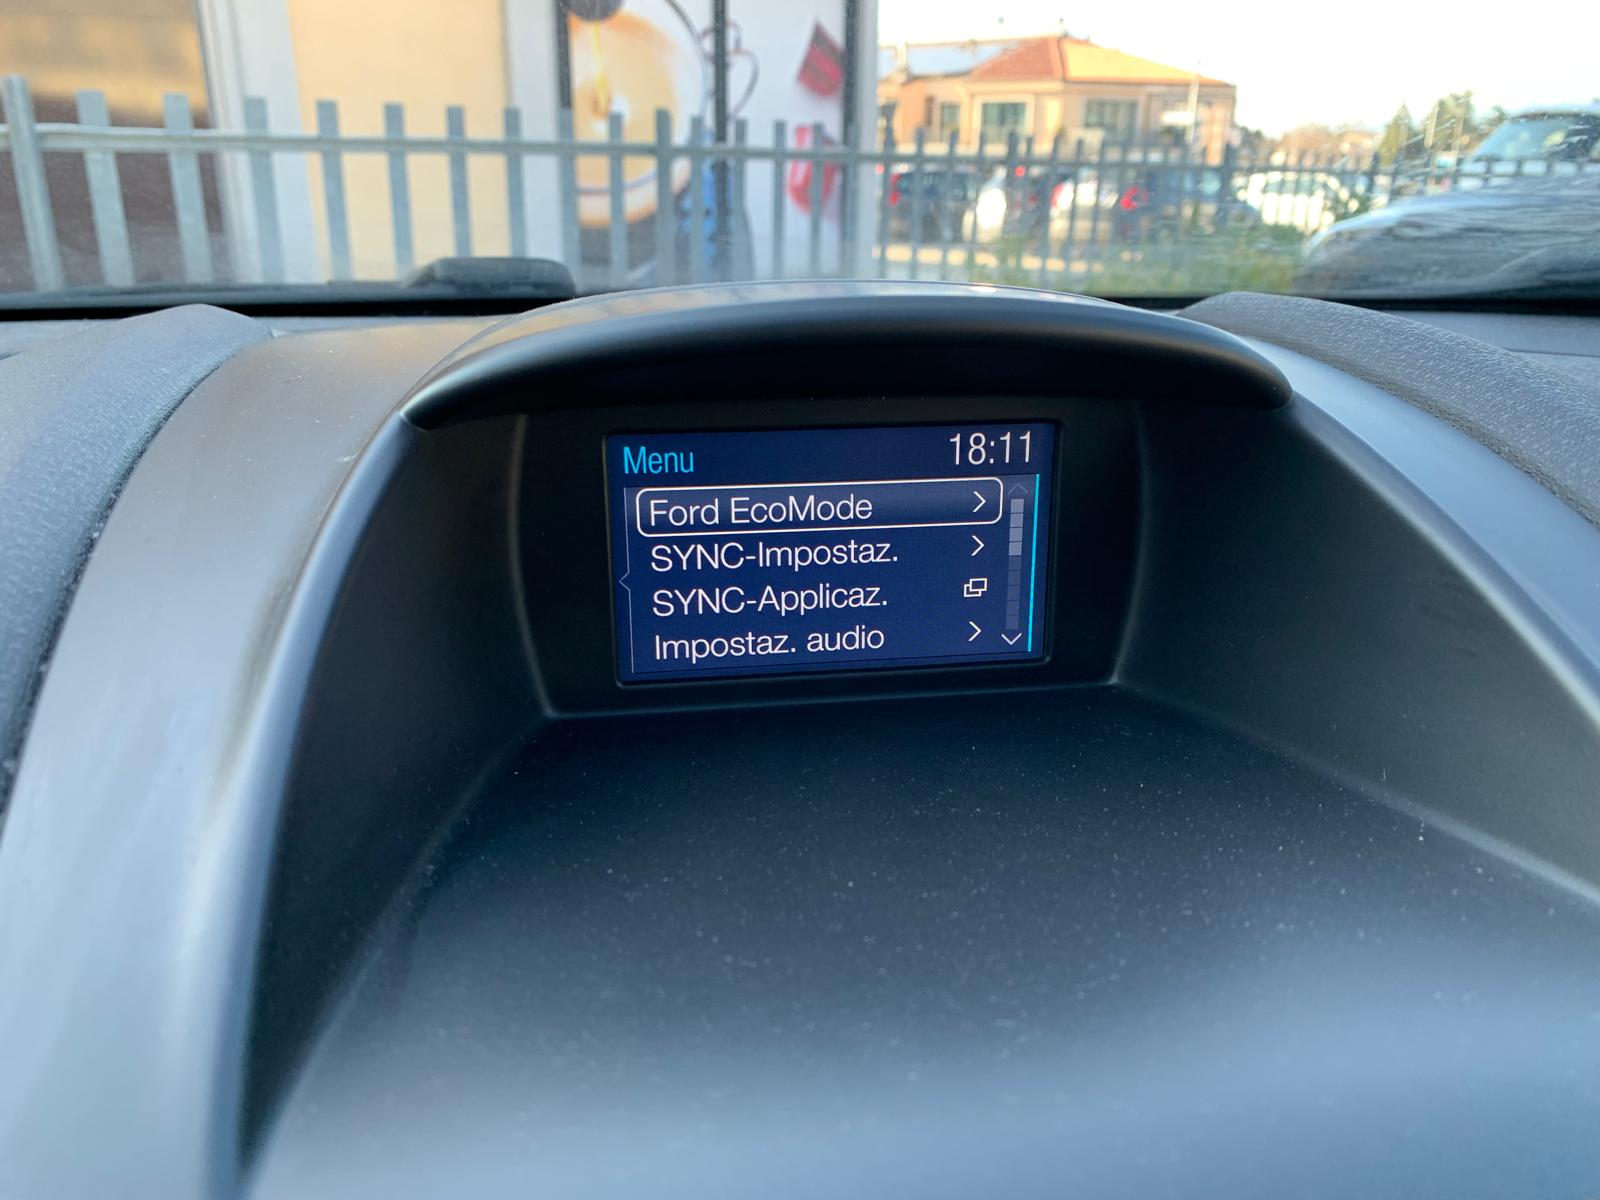 Menu 18:11
Ford EcoMode
SYNC-Impostaz.
SYNC-Applicaz.
Impostaz. audio